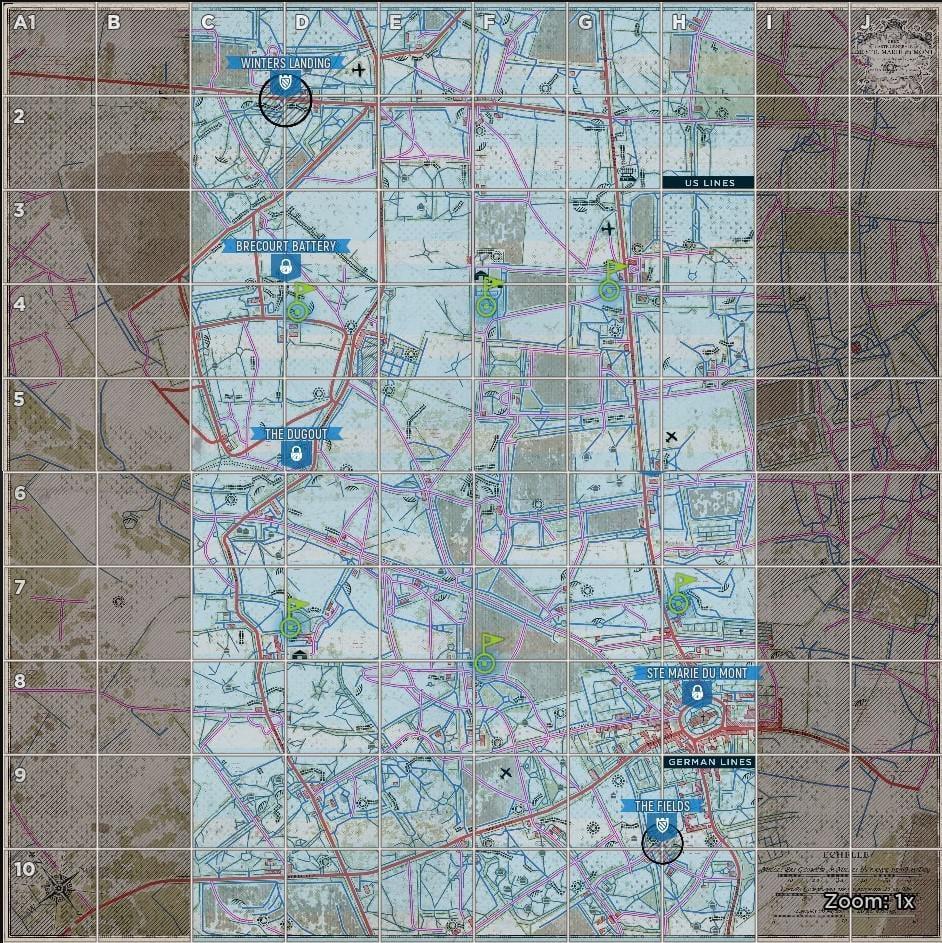 A1 B C D E F G H I J
WINTERS LANDING
2
US LINES
3
BRECOURT BATTERY
4
5
THE DUGOUT
6
7
8
STE MARIE DU MONT
GERMAN LINES
9
THE FIELDS
10
ECHELLE
Zoom: 1x